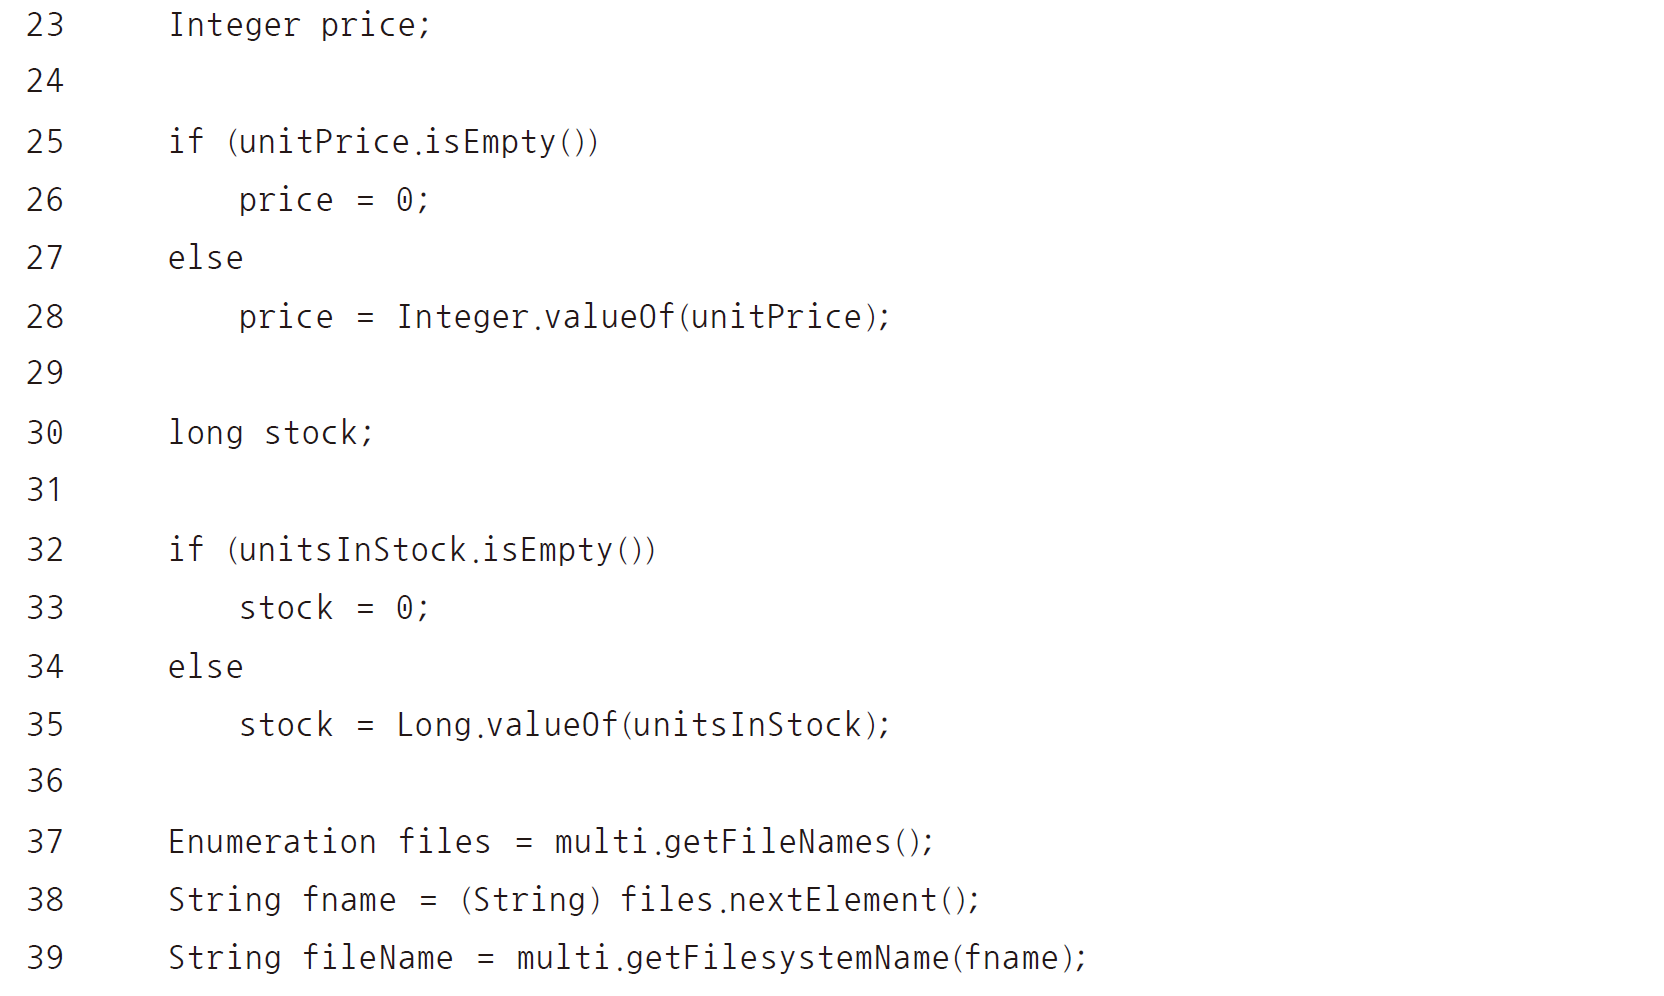 23 Integer price;
24
25 if (unitPrice.isEmpty())
26 price = 0;
27 else
28 price = Integer.valueOf(unitPrice);
29
30 long stock;
31
32 if (unitsInStock.isEmpty())
33 stock = 0;
34 else
35 stock = Long.valueOf(unitsInStock);
36
37 Enumeration files = multi.getFileNames();
38 String fname = (String) files.nextElement();
39 String fileName = multi.getFilesystemName(fname);